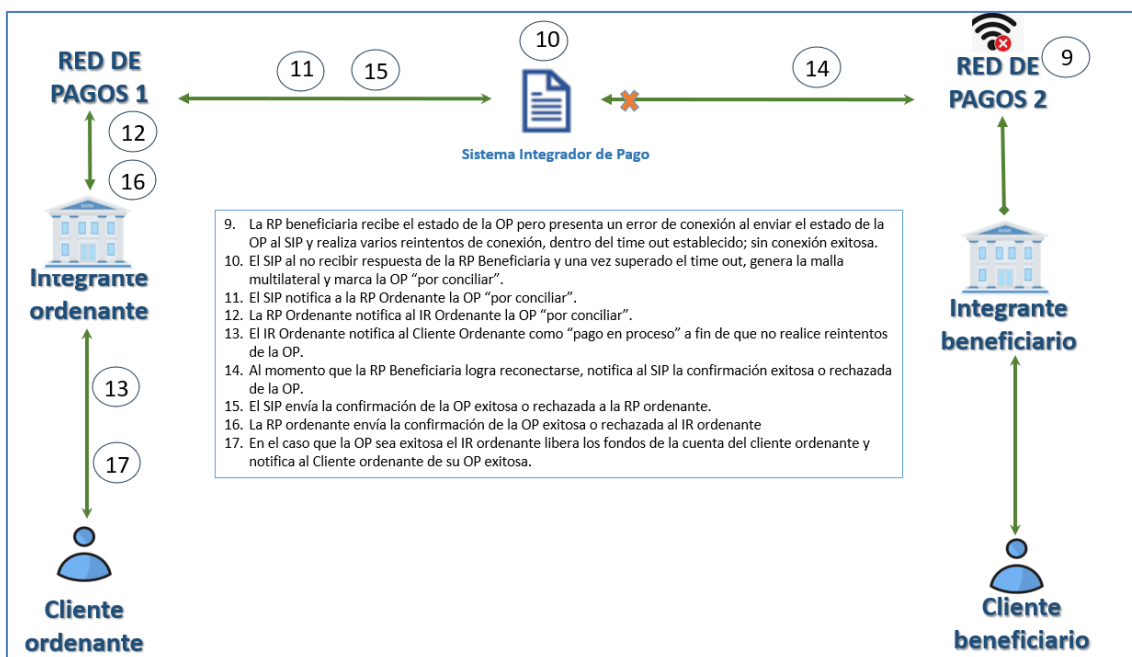 RED DE
PAGOS 1
11
15
10
14
RED DE
PAGOS 2
9
12
16
Sistema Integrador de Pago
Integrante
ordenante
9. La RP beneficiaria recibe el estado de la OP pero presenta un error de conexión al enviar el estado de la
OP al SIP y realiza varios reintentos de conexión, dentro del time out establecido; sin conexión exitosa.
10. El SIP al no recibir respuesta de la RP Beneficiaria y una vez superado el time out, genera la malla
multilateral y marca la OP “por conciliar”.
11. El SIP notifica a la RP Ordenante la OP “por conciliar”.
12. La RP Ordenante notifica al IR Ordenante la OP “por conciliar”.
13. El IR Ordenante notifica al Cliente Ordenante como “pago en proceso” a fin de que no realice reintentos
de la OP.
14. Al momento que la RP Beneficiaria logra reconectarse, notifica al SIP la confirmación exitosa o rechazada
de la OP.
15. El SIP envía la confirmación de la OP exitosa o rechazada a la RP ordenante.
16. La RP ordenante envía la confirmación de la OP exitosa o rechazada al IR ordenante
17. En el caso que la OP sea exitosa el IR ordenante libera los fondos de la cuenta del cliente ordenante y
notifica al Cliente ordenante de su OP exitosa.
Integrante
beneficiario
13
17
Cliente
ordenante
Cliente
beneficiario